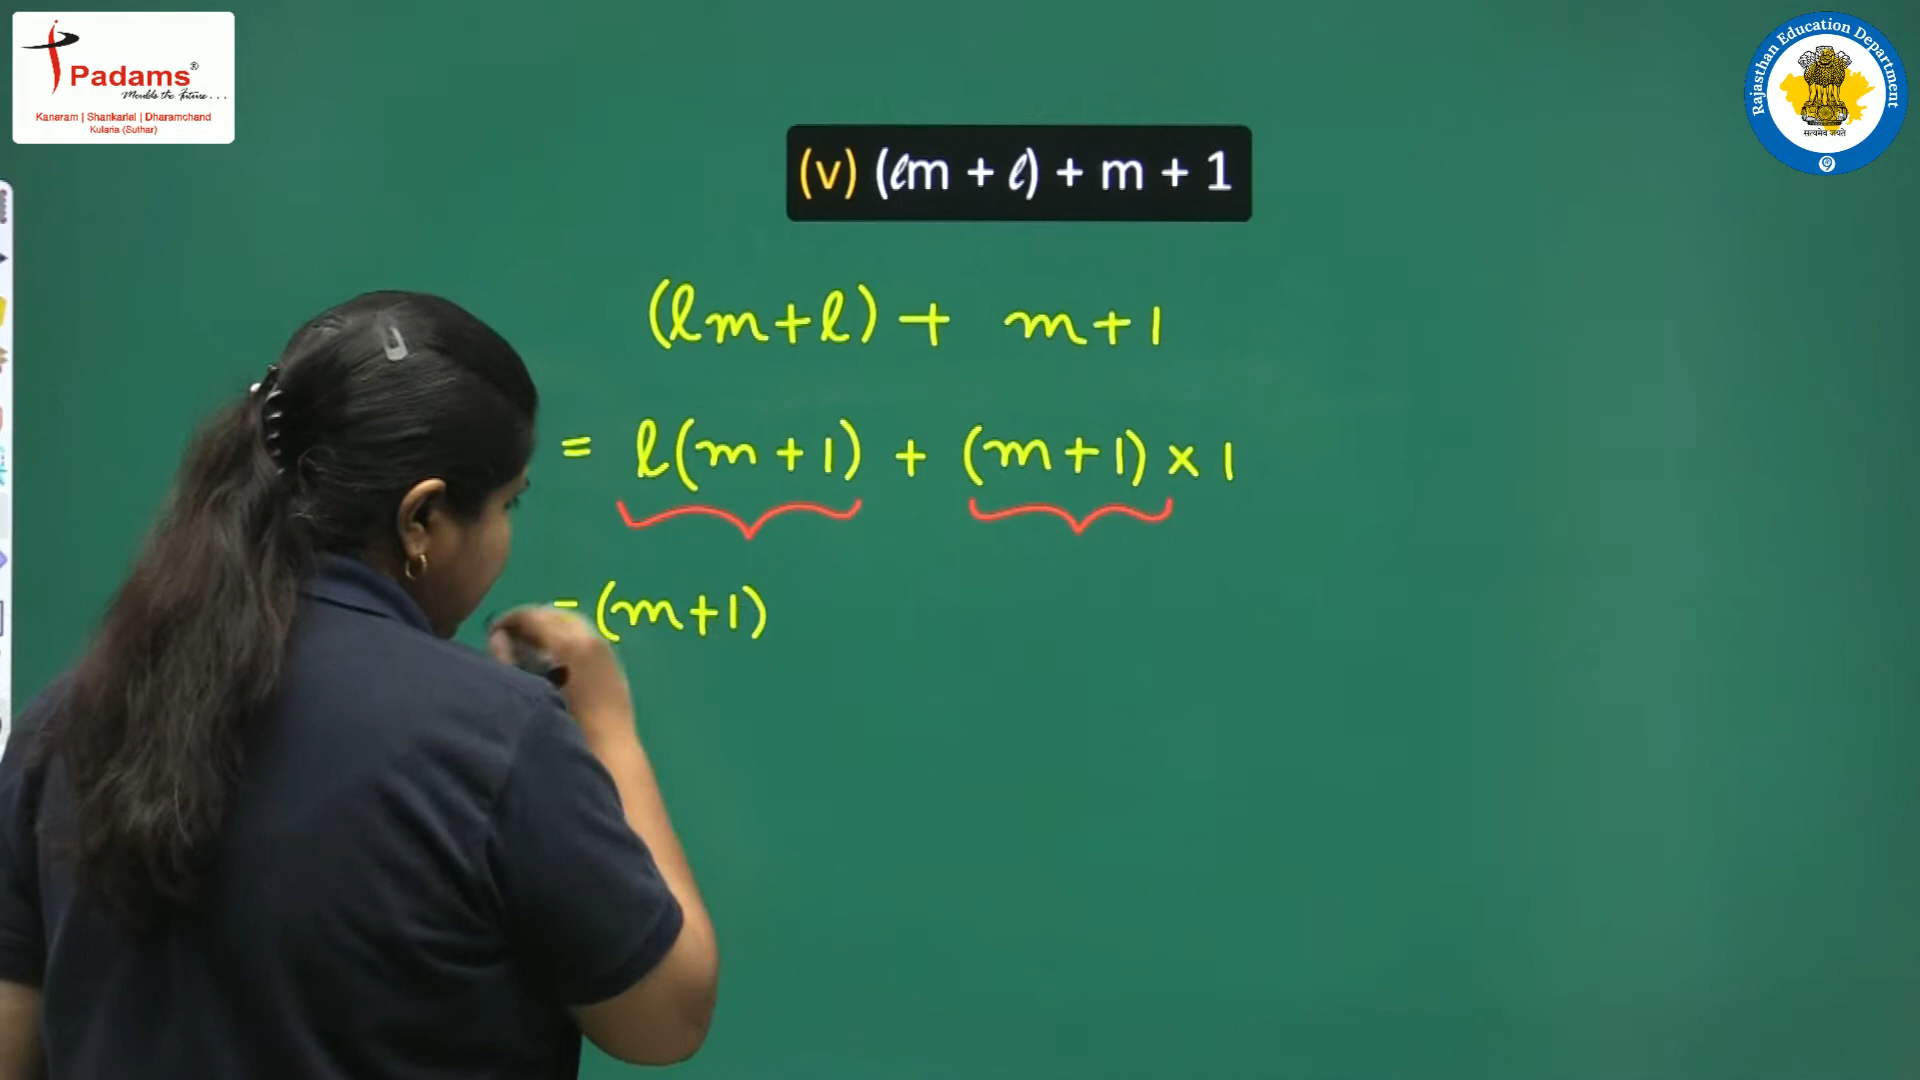 Padams®
Moulds the Future...
Kanaram | Shankarlal | Dharamchand
Kularia (Suthar)
Rajasthan Education Department
सत्यमेव जयते
(v) (ℓm + ℓ) + m + 1
(ℓm+ℓ) + m+1
= ℓ(m+1) + (m+1) × 1
= (m+1)